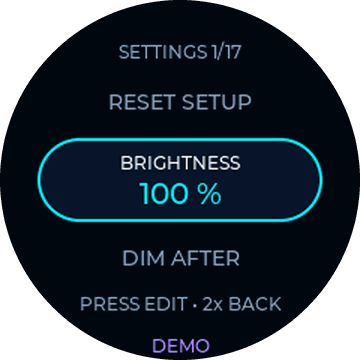 SETTINGS 1/17
RESET SETUP
BRIGHTNESS
100 %
DIM AFTER
PRESS EDIT • 2x BACK
DEMO